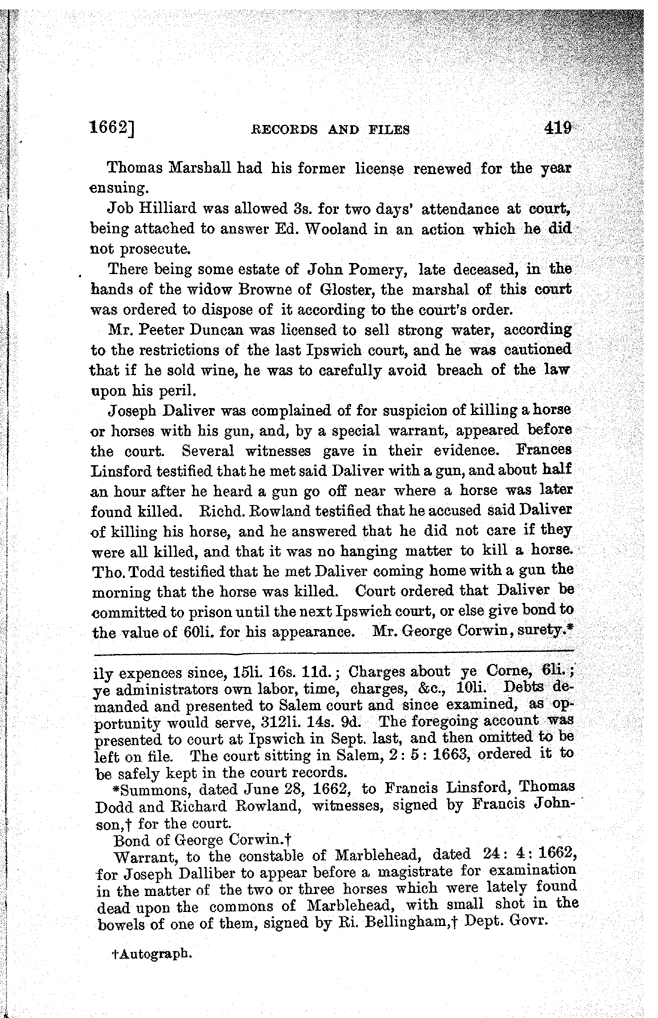 1662] RECORDS AND FILES 419
Thomas Marshall had his former license renewed for the year
ensuing.
Job Hilliard was allowed 3s. for two days' attendance at court,
being attached to answer Ed. Wooland in an action which he did
not prosecute.
There being some estate of John Pomery, late deceased, in the
hands of the widow Browne of Gloster, the marshal of this court
was ordered to dispose of it according to the court's order.
Mr. Peeter Duncan was licensed to sell strong water, according
to the restrictions of the last Ipswich court, and he was cautioned
that if he sold wine, he was to carefully avoid breach of the law
upon his peril.
Joseph Daliver was complained of for suspicion of killing a horse
or horses with his gun, and, by a special warrant, appeared before
the court. Several witnesses gave in their evidence. Frances
Linsford testified that he met said Daliver with a gun, and about half
an hour after he heard a gun go off near where a horse was later
found killed. Richd. Rowland testified that he accused said Daliver
of killing his horse, and he answered that he did not care if they
were all killed, and that it was no hanging matter to kill a horse.
Tho. Todd testified that he met Daliver coming home with a gun the
morning that the horse was killed. Court ordered that Daliver be
committed to prison until the next Ipswich court, or else give bond to
the value of 60li. for his appearance. Mr. George Corwin, surety.*
ily expences since, 15li. 16s. 11d.; Charges about ye Corne, 6li.;
ye administrators own labor, time, charges, &c., 10li. Debts de-
manded and presented to Salem court and since examined, as op-
portunity would serve, 312li. 14s. 9d. The foregoing account was
presented to court at Ipswich in Sept. last, and then omitted to be
left on file. The court sitting in Salem, 2: 5: 1663, ordered it to
be safely kept in the court records.
*Summons, dated June 28, 1662, to Francis Linsford, Thomas
Dodd and Richard Rowland, witnesses, signed by Francis John-
son,† for the court.
Bond of George Corwin.†
Warrant, to the constable of Marblehead, dated 24: 4: 1662,
for Joseph Dalliber to appear before a magistrate for examination
in the matter of the two or three horses which were lately found
dead upon the commons of Marblehead, with small shot in the
bowels of one of them, signed by Ri. Bellingham,† Dept. Govr.
†Autograph.